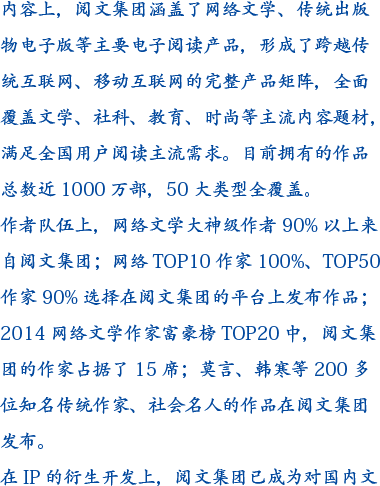 内容上，阅文集团涵盖了网络文学、传统出版
物电子版等主要电子阅读产品，形成了跨越传
统互联网、移动互联网的完整产品矩阵，全面
覆盖文学、社科、教育、时尚等主流内容题材，
满足全国用户阅读主流需求。目前拥有的作品
总数近 1000 万部，50 大类型全覆盖。
作者队伍上，网络文学大神级作者 90% 以上来
自阅文集团；网络 TOP10 作家 100%、TOP50
作家 90% 选择在阅文集团的平台上发布作品；
2014 网络文学作家富豪榜 TOP20 中，阅文集
团的作家占据了 15 席；莫言、韩寒等 200 多
位知名传统作家、社会名人的作品在阅文集团
发布。
在 IP 的衍生开发上，阅文集团已成为对国内文